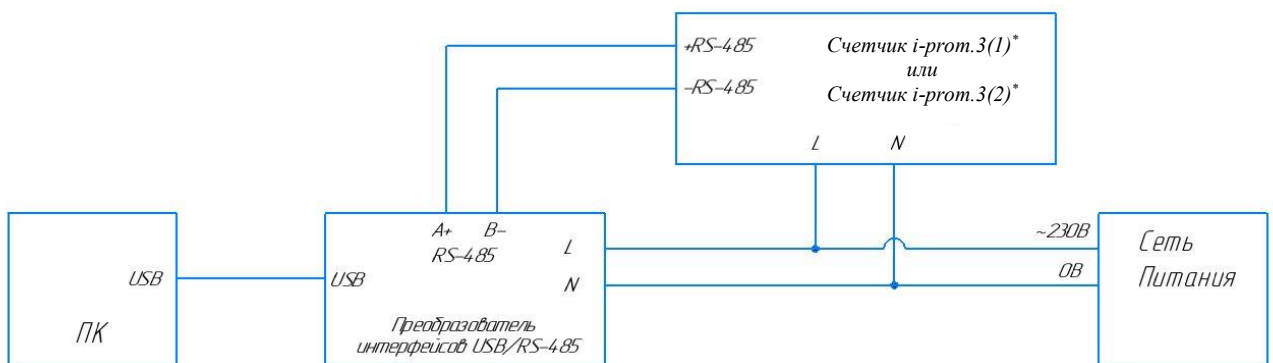 +RS-485
Счетчик i-prom.3(1)*
или
-RS-485
Счетчик i-prom.3(2)*
L
N
A+
B-
RS-485
L
N
USB
Преобразователь
интерфейсов USB/RS-485
USB
ПК
~230В
0В
Сеть
Питания